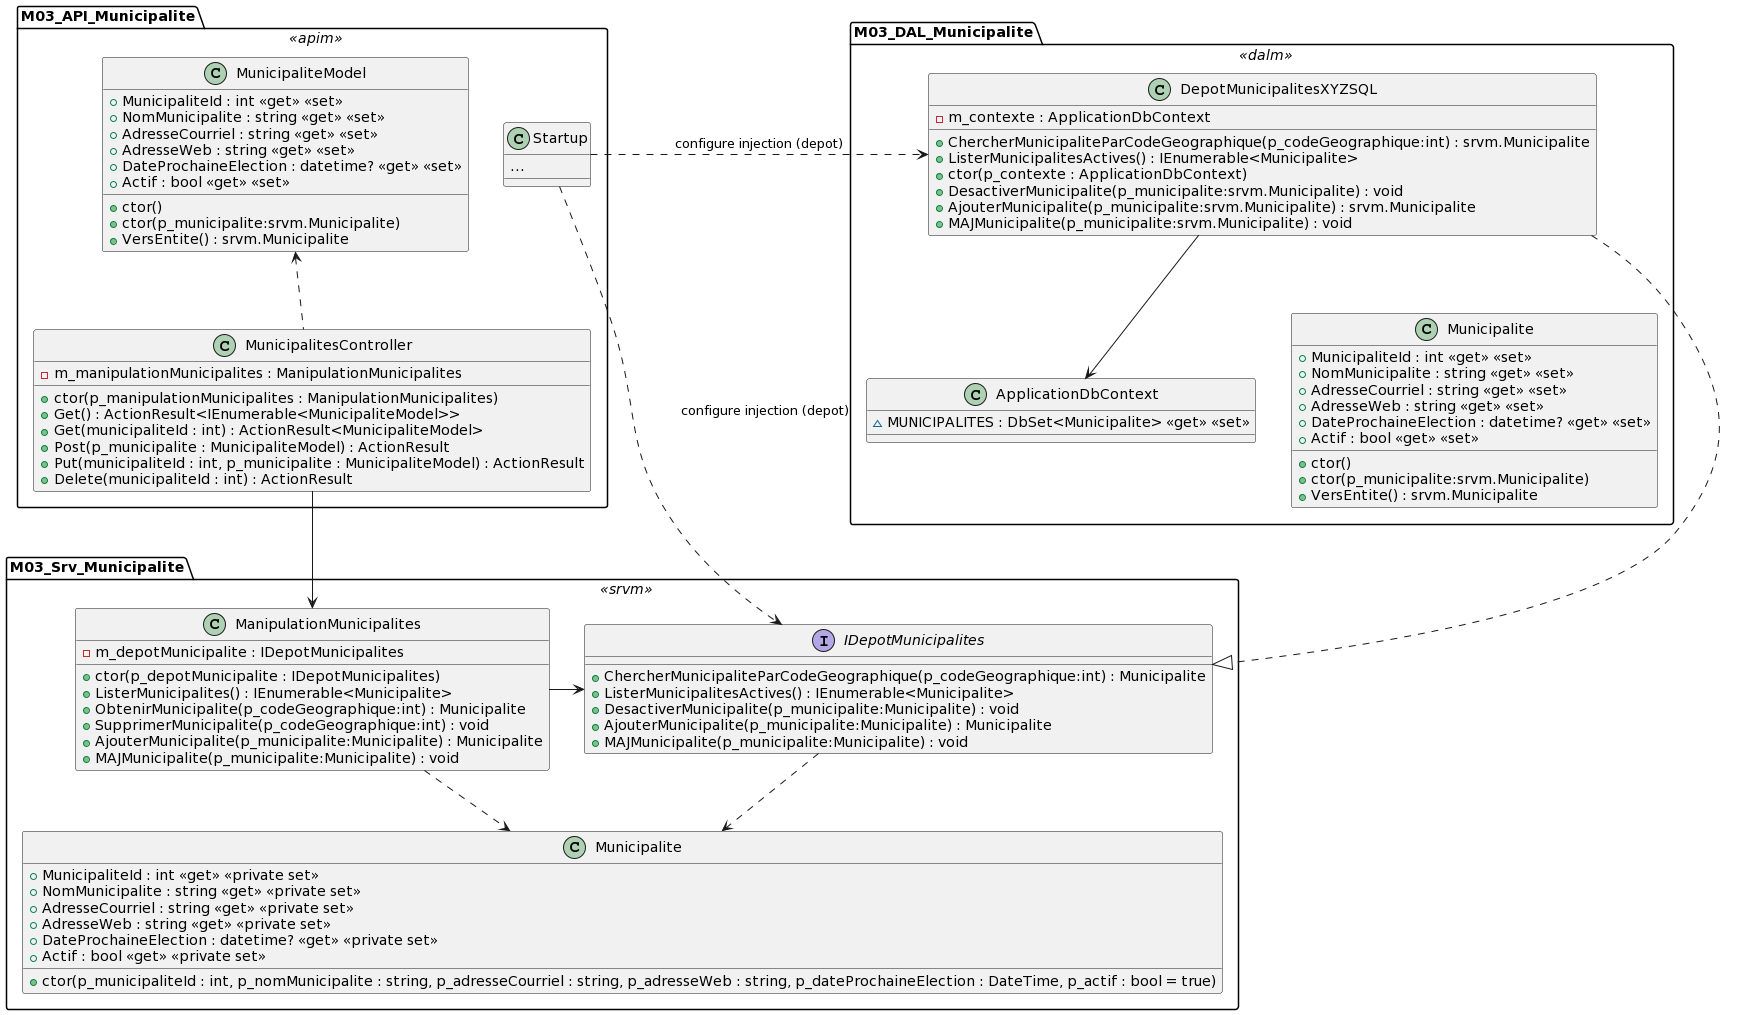 M03_API_Municipalite
«apim»
MunicipaliteModel
MunicipaliteId : int «get» «set»
NomMunicipalite : string «get» «set»
AdresseCourriel : string «get» «set»
AdresseWeb : string «get» «set»
DateProchaineElection : datetime? «get» «set»
Actif : bool «get» «set»
ctor()
ctor(p_municipalite:srvm.Municipalite)
VersEntite() : srvm.Municipalite
Startup
...
MunicipalitesController
m_manipulationMunicipalites : ManipulationMunicipalites
ctor(p_manipulationMunicipalites : ManipulationMunicipalites)
Get() : ActionResult<IEnumerable<MunicipaliteModel>>
Get(municipaliteId : int) : ActionResult<MunicipaliteModel>
Post(p_municipalite : MunicipaliteModel) : ActionResult
Put(municipaliteId : int, p_municipalite : MunicipaliteModel) : ActionResult
Delete(municipaliteId : int) : ActionResult
configure injection (depot)
configure injection (depot)
M03_DAL_Municipalite
«dalm»
DepotMunicipalitesXYZSQL
m_contexte : ApplicationDbContext
ChercherMunicipaliteParCodeGeographique(p_codeGeographique:int) : srvm.Municipalite
ListerMunicipalitesActives() : IEnumerable<Municipalite>
ctor(p_contexte : ApplicationDbContext)
DesactiverMunicipalite(p_municipalite:srvm.Municipalite) : void
AjouterMunicipalite(p_municipalite:srvm.Municipalite) : srvm.Municipalite
MAJMunicipalite(p_municipalite:srvm.Municipalite) : void
ApplicationDbContext
MUNICIPALITES : DbSet<Municipalite> «get» «set»
Municipalite
MunicipaliteId : int «get» «set»
NomMunicipalite : string «get» «set»
AdresseCourriel : string «get» «set»
AdresseWeb : string «get» «set»
DateProchaineElection : datetime? «get» «set»
Actif : bool «get» «set»
ctor()
ctor(p_municipalite:srvm.Municipalite)
VersEntite() : srvm.Municipalite
M03_Srv_Municipalite
«srvm»
ManipulationMunicipalites
m_depotMunicipalite : IDepotMunicipalites
ctor(p_depotMunicipalite : IDepotMunicipalites)
ListerMunicipalites() : IEnumerable<Municipalite>
ObtenirMunicipalite(p_codeGeographique:int) : Municipalite
SupprimerMunicipalite(p_codeGeographique:int) : void
AjouterMunicipalite(p_municipalite:Municipalite) : Municipalite
MAJMunicipalite(p_municipalite:Municipalite) : void
IDepotMunicipalites
ChercherMunicipaliteParCodeGeographique(p_codeGeographique:int) : Municipalite
ListerMunicipalitesActives() : IEnumerable<Municipalite>
DesactiverMunicipalite(p_municipalite:Municipalite) : void
AjouterMunicipalite(p_municipalite:Municipalite) : Municipalite
MAJMunicipalite(p_municipalite:Municipalite) : void
Municipalite
MunicipaliteId : int «get» «private set»
NomMunicipalite : string «get» «private set»
AdresseCourriel : string «get» «private set»
AdresseWeb : string «get» «private set»
DateProchaineElection : datetime? «get» «private set»
Actif : bool «get» «private set»
ctor(p_municipaliteId : int, p_nomMunicipalite : string, p_adresseCourriel : string, p_adresseWeb : string, p_dateProchaineElection : DateTime, p_actif : bool = true)